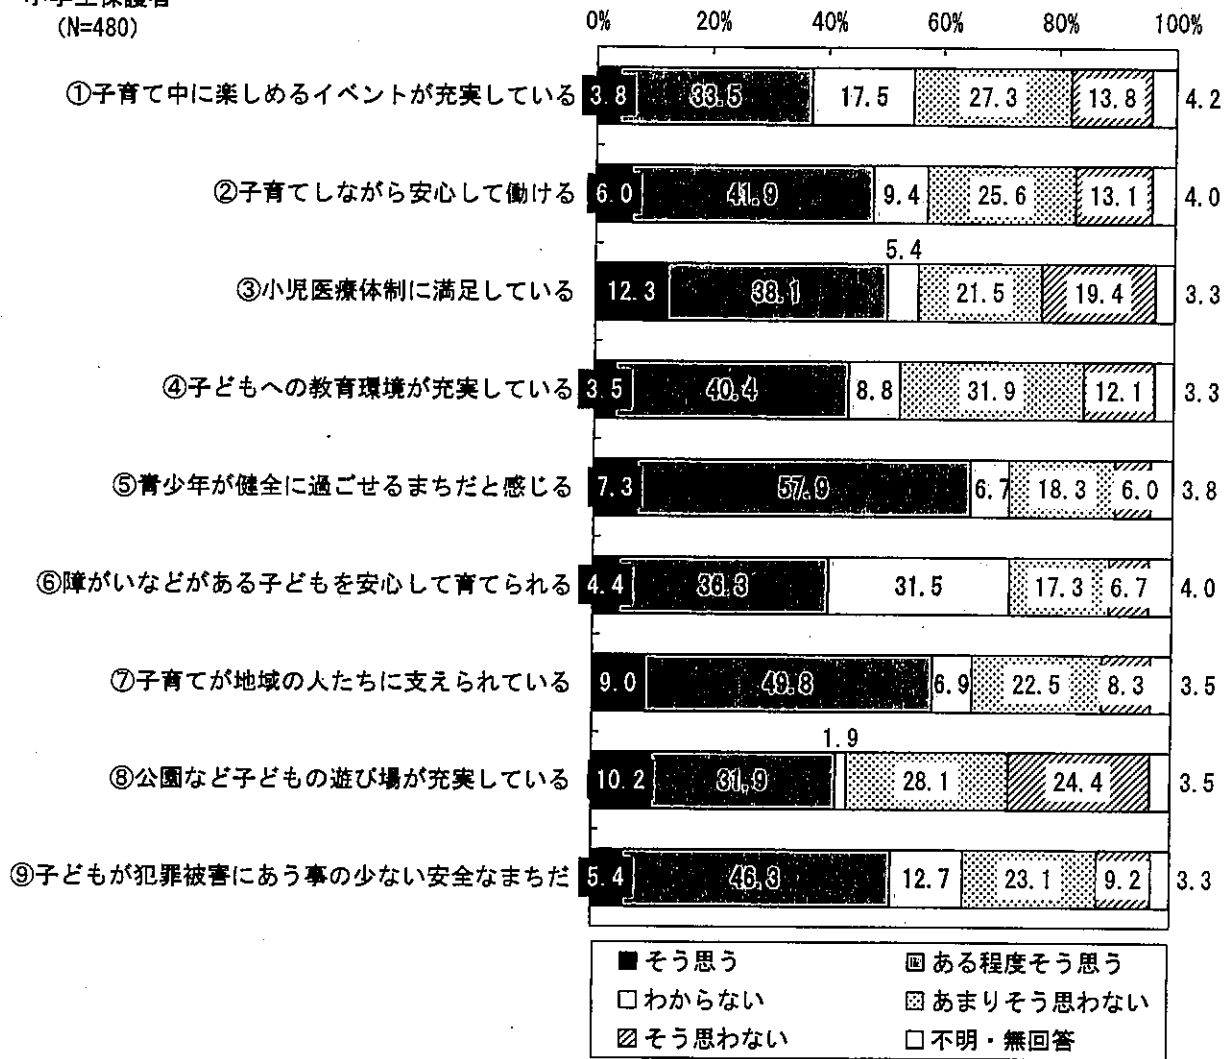 (N=480)
0% 20% 40% 60% 80% 100%
①子育て中に楽しめるイベントが充実している 3.8 33.5 17.5 27.3 13.8 4.2
②子育てしながら安心して働ける 6.0 41.9 9.4 25.6 13.1 4.0
5.4
③小児医療体制に満足している 12.3 38.1 21.5 19.4 3.3
④子どもへの教育環境が充実している 3.5 40.4 8.8 31.9 12.1 3.3
⑤青少年が健全に過ごせるまちだと感じる 7.3 57.9 6.7 18.3 6.0 3.8
⑥障がいなどがある子どもを安心して育てられる 4.4 36.3 31.5 17.3 6.7 4.0
⑦子育てが地域の人たちに支えられている 9.0 49.8 6.9 22.5 8.3 3.5
1.9
⑧公園など子どもの遊び場が充実している 10.2 31.9 28.1 24.4 3.5
⑨子どもが犯罪被害にあう事の少ない安全なまちだ 5.4 46.3 12.7 23.1 9.2 3.3
そう思う ある程度そう思う
わからない あまりそう思わない
そう思わない 不明・無回答